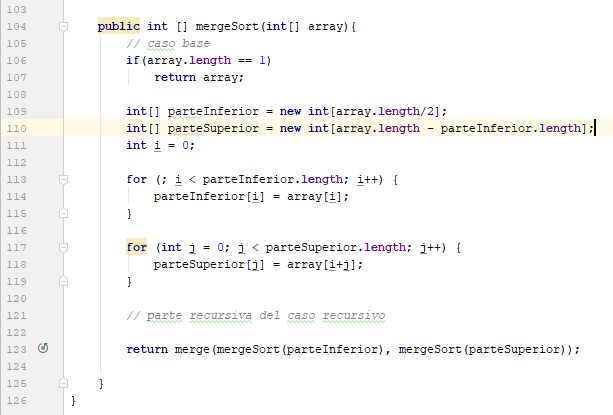 103
104 public int [] mergeSort(int[] array){
105 // caso base
106 if(array.length == 1)
107 return array;
108
109 int[] parteInferior = new int[array.length/2];
110 int[] parteSuperior = new int[array.length - parteInferior.length];
111 int i = 0;
112
113 for (; i < parteInferior.length; i++) {
114 parteInferior[i] = array[i];
115 }
116
117 for (int j = 0; j < parteSuperior.length; j++) {
118 parteSuperior[j] = array[i+j];
119 }
120
121 // parte recursiva del caso recursivo
122
123 return merge(mergeSort(parteInferior), mergeSort(parteSuperior));
124
125 }
126 }